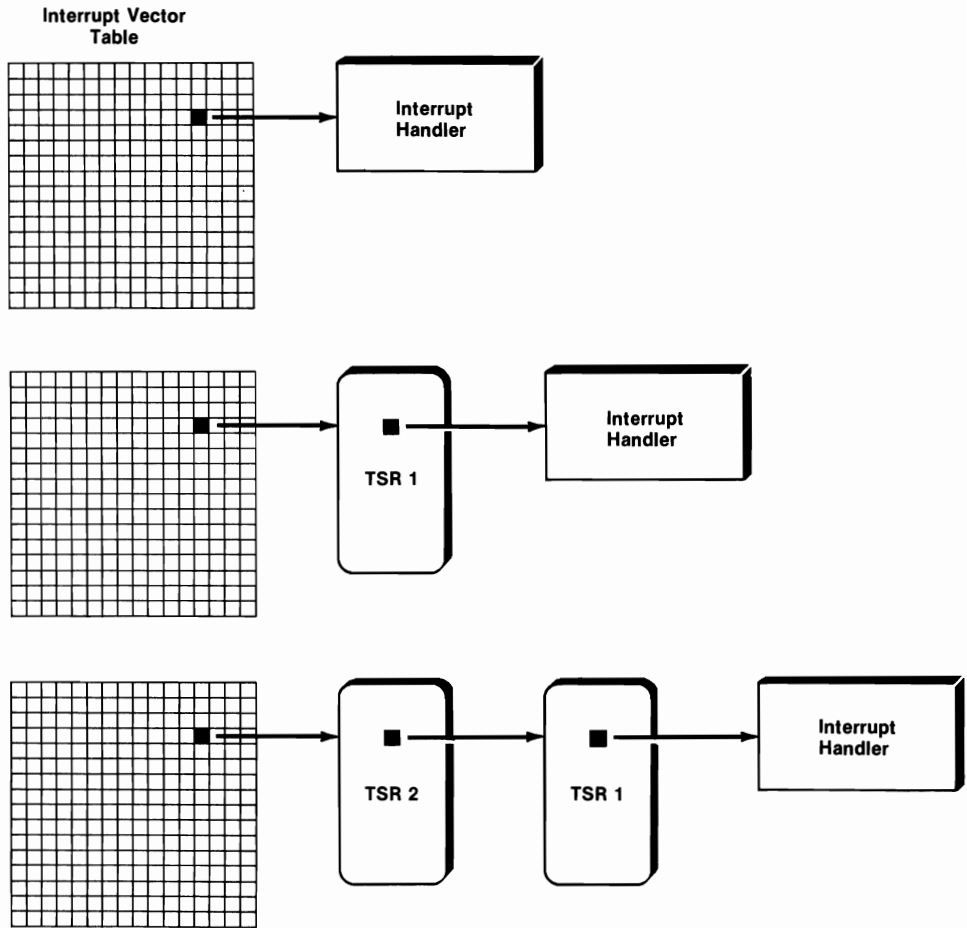 Interrupt Vector
Table
Interrupt
Handler
TSR 1
Interrupt
Handler
TSR 2
TSR 1
Interrupt
Handler